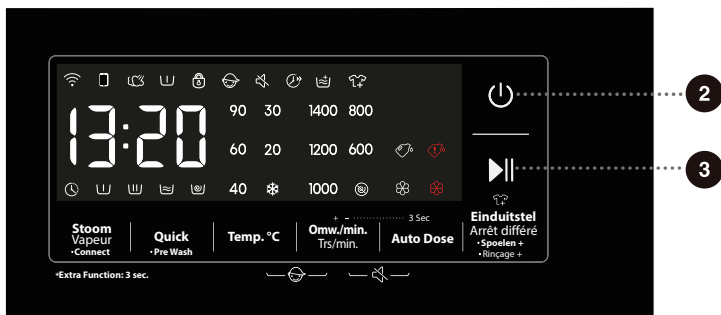 13:20
90 30 1400 800
60 20 1200 600
40 1000
2
3
+ - 3 Sec
Stoom
Vapeur
•Connect
Quick
•Pre Wash
Temp. °C
Omw./min.
Trs/min.
Auto Dose
Einduitstel
Arrêt différé
•Spoelen +
•Rinçage +
*Extra Function: 3 sec.